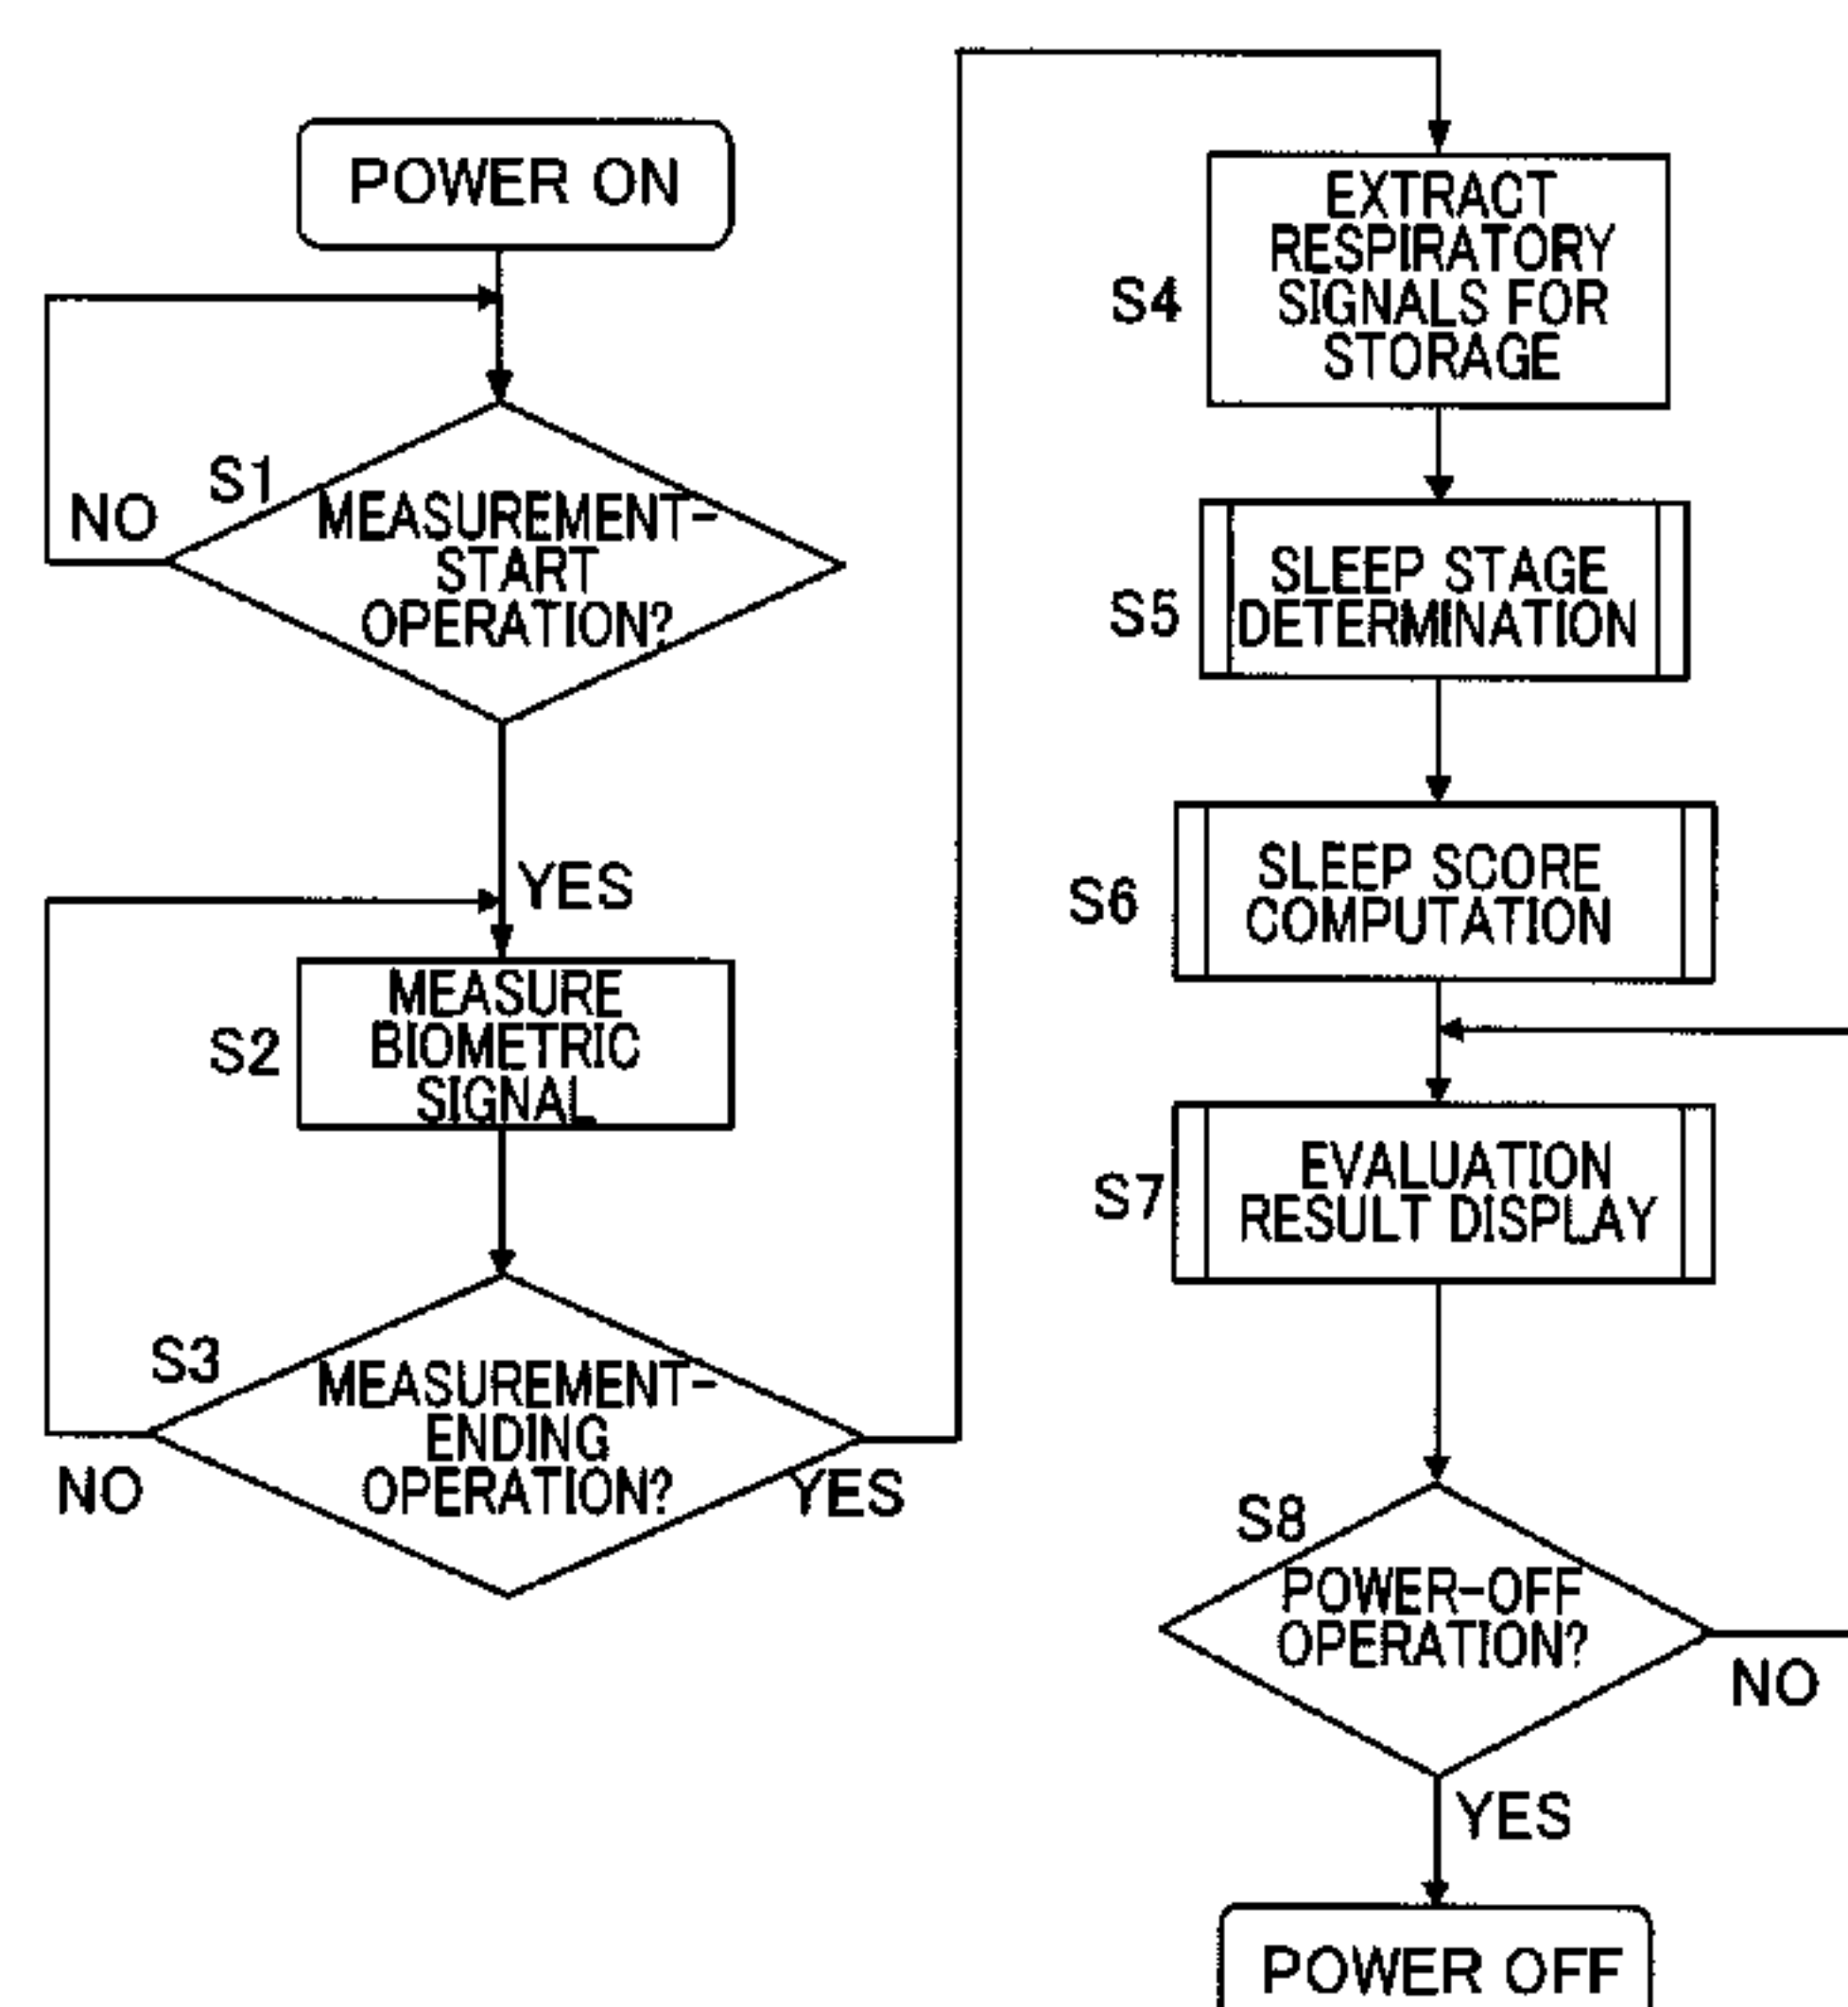 POWER ON
S1
NO
MEASUREMENT-
START
OPERATION?
YES
S2
MEASURE
BIOMETRIC
SIGNAL
S3
MEASUREMENT-
ENDING
OPERATION?
NO
YES
S4
EXTRACT
RESPIRATORY
SIGNALS FOR
STORAGE
S5
SLEEP STAGE
DETERMINATION
S6
SLEEP SCORE
COMPUTATION
S7
EVALUATION
RESULT DISPLAY
S8
POWER-OFF
OPERATION?
NO
YES
POWER OFF